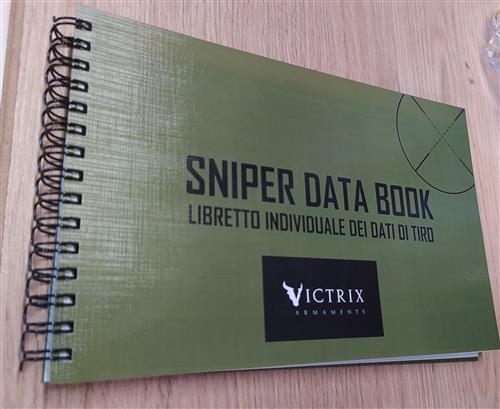 SNIPER DATA BOOK
LIBRETTO INDIVIDUALE DEI DATI DI TIRO
VICTRIX
ARMAMENTS